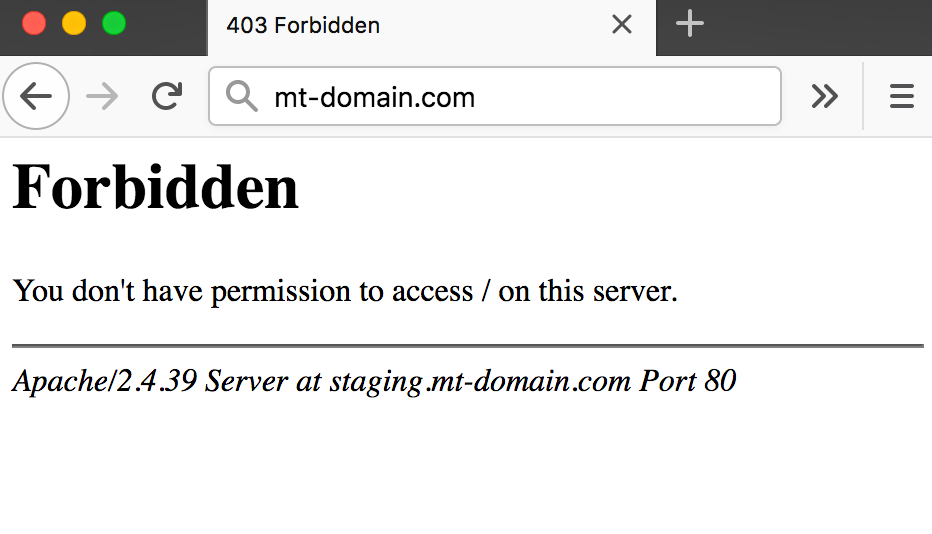 403 Forbidden
mt-domain.com
Forbidden
You don't have permission to access / on this server.
Apache/2.4.39 Server at staging.mt-domain.com Port 80